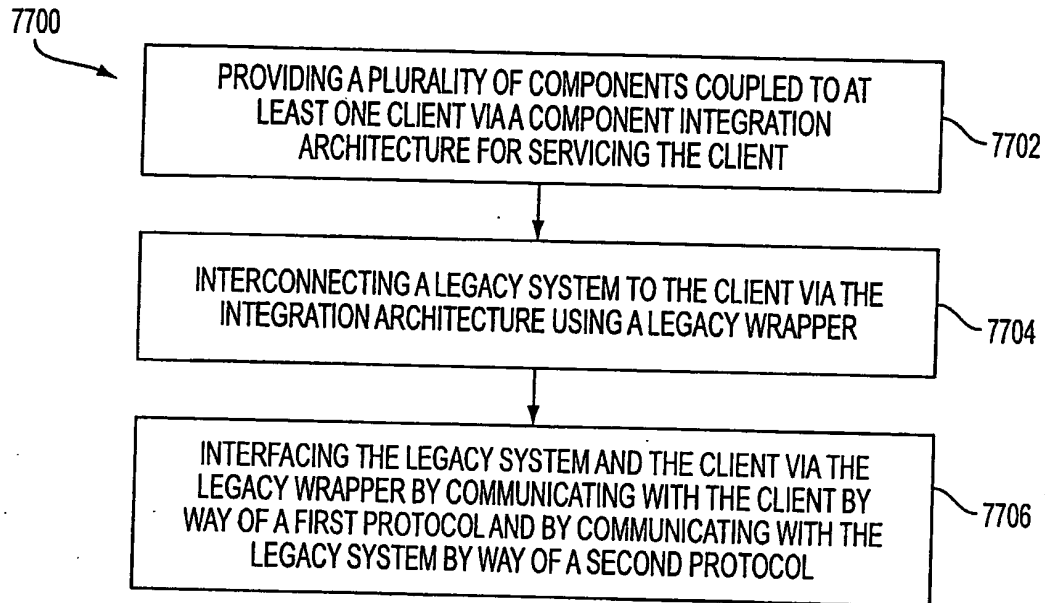 7700
PROVIDING A PLURALITY OF COMPONENTS COUPLED TO AT
LEAST ONE CLIENT VIA A COMPONENT INTEGRATION
ARCHITECTURE FOR SERVICING THE CLIENT
7702
INTERCONNECTING A LEGACY SYSTEM TO THE CLIENT VIA THE
INTEGRATION ARCHITECTURE USING A LEGACY WRAPPER
7704
INTERFACING THE LEGACY SYSTEM AND THE CLIENT VIA THE
LEGACY WRAPPER BY COMMUNICATING WITH THE CLIENT BY
WAY OF A FIRST PROTOCOL AND BY COMMUNICATING WITH THE
LEGACY SYSTEM BY WAY OF A SECOND PROTOCOL
7706